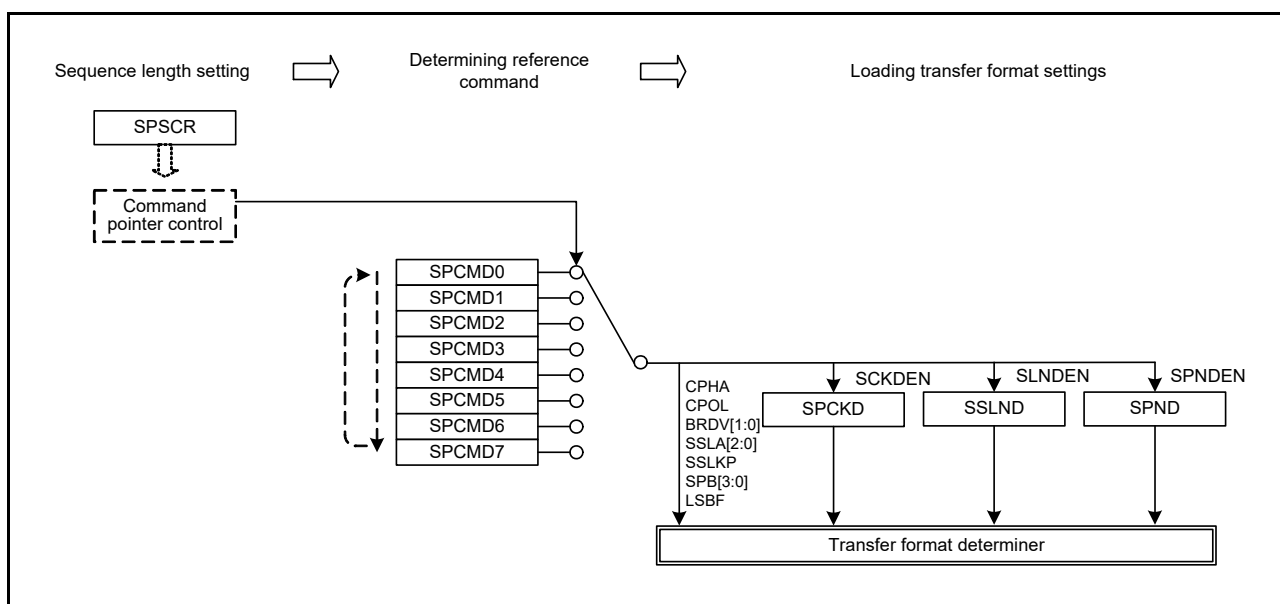 Sequence length setting
Determining reference
command
Loading transfer format settings
SPSCR
Command
pointer control
SPCMD0
SPCMD1
SPCMD2
SPCMD3
SPCMD4
SPCMD5
SPCMD6
SPCMD7
CPHA
CPOL
BRDV[1:0]
SSLA[2:0]
SSLKP
SPB[3:0]
LSBF
SCKDEN
SLNDEN
SPNDEN
SPCKD
SSLND
SPND
Transfer format determiner